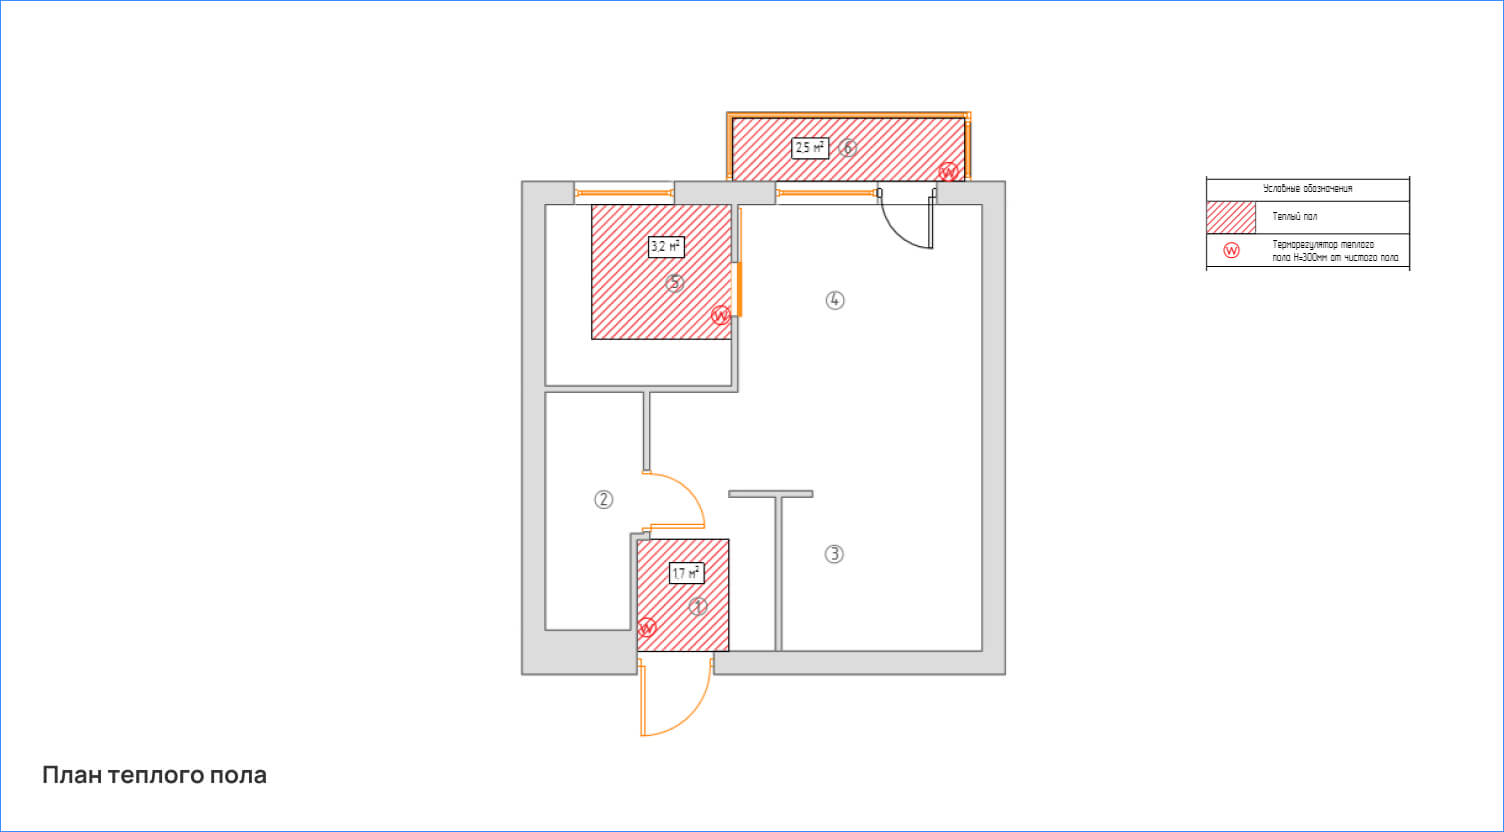 2,5 м²
6
Условные обозначения
Теплый пол
W
3,2 м²
W
Терморегулятор теплого
пола Н=300мм от чистого пола
W
5
4
W
2
3
1,7 м²
1
W
План теплого пола